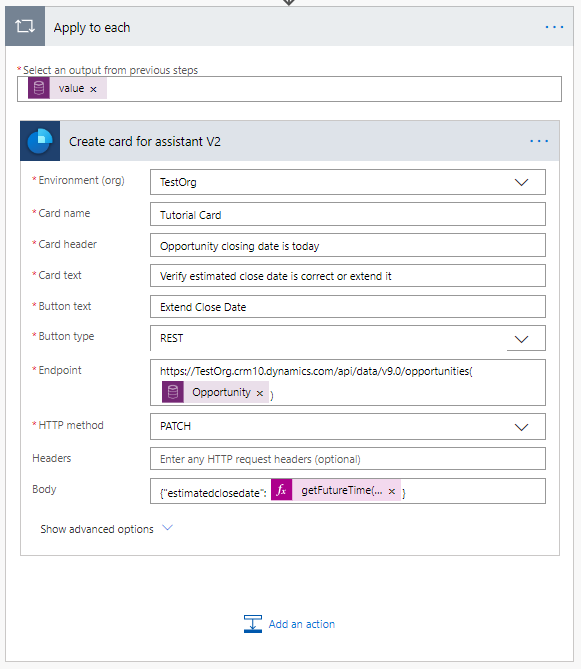 Apply to each
* Select an output from previous steps
value ×
Create card for assistant V2
* Environment (org) TestOrg
* Card name Tutorial Card
* Card header Opportunity closing date is today
* Card text Verify estimated close date is correct or extend it
* Button text Extend Close Date
* Button type REST
* Endpoint https://TestOrg.crm10.dynamics.com/api/data/v9.0/opportunities(
Opportunity × )
* HTTP method PATCH
Headers Enter any HTTP request headers (optional)
Body {"estimatedclosedate": fx getFutureTime(... × }
Show advanced options
Add an action